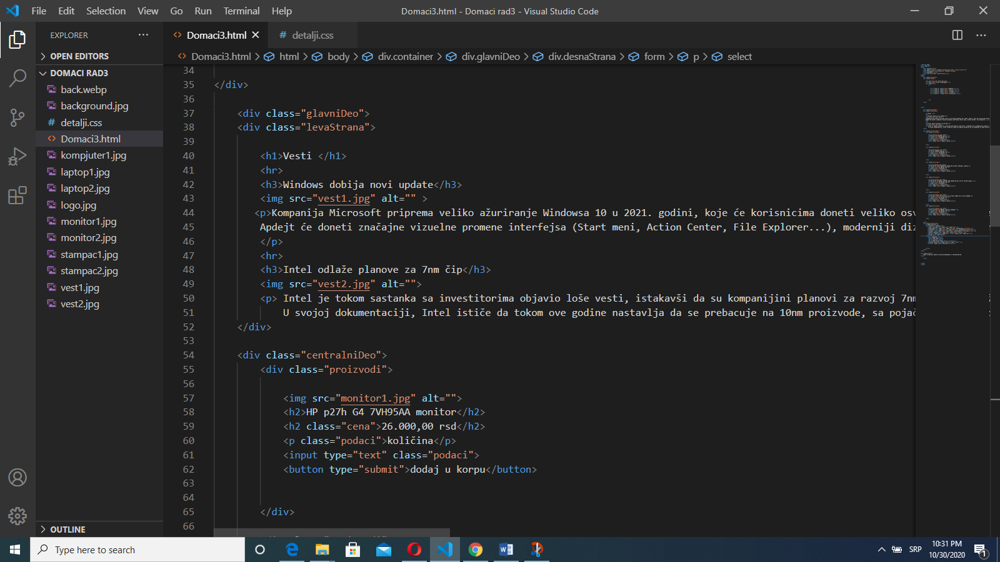 File Edit Selection View Go Run Terminal Help
Domaci3.html - Domaci rad3 - Visual Studio Code
EXPLORER ···
Domaci3.html
# detalji.css
OPEN EDITORS
DOMACI RAD3
back.webp
background.jpg
# detalji.css
Domaci3.html
kompjuter1.jpg
laptop1.jpg
laptop2.jpg
logo.jpg
monitor1.jpg
monitor2.jpg
stampac1.jpg
stampac2.jpg
vest1.jpg
vest2.jpg
OUTLINE
Domaci3.html > html > body > div.container > div.glavniDeo > div.desnaStrana > form > p > select
34
35 </div>
36
37 <div class="glavniDeo">
38 <div class="levaStrana">
39
40 <h1>Vesti </h1>
41 <hr>
42 <h3>Windows dobija novi update</h3>
43 <img src="vest1.jpg" alt="" >
44 <p>Kompanija Microsoft priprema veliko ažuriranje Windowsa 10 u 2021. godini, koje će korisnicima doneti veliko osv
45 Apdejt će doneti značajne vizuelne promene interfejsa (Start meni, Action Center, File Explorer...), moderniji diz
46 </p>
47 <hr>
48 <h3>Intel odlaže planove za 7nm čip</h3>
49 <img src="vest2.jpg" alt="">
50 <p> Intel je tokom sastanka sa investitorima objavio loše vesti, istakavši da su kompanijini planovi za razvoj 7nm
51 U svojoj dokumentaciji, Intel ističe da tokom ove godine nastavlja da se prebacuje na 10nm proizvode, sa pojač
52 </div>
53
54 <div class="centralniDeo">
55 <div class="proizvodi">
56
57 <img src="monitor1.jpg" alt="">
58 <h2>HP p27h G4 7VH95AA monitor</h2>
59 <h2 class="cena">26.000,00 rsd</h2>
60 <p class="podaci">količina</p>
61 <input type="text" class="podaci">
62 <button type="submit">dodaj u korpu</button>
63
64
65 </div>
66
Type here to search
SRP
10:31 PM
10/30/2020
1